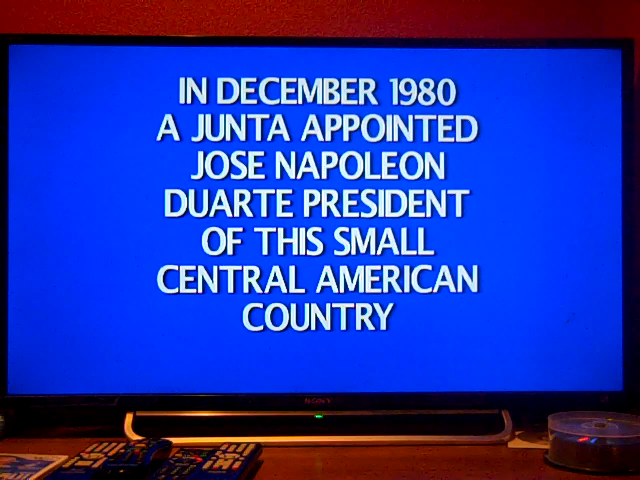 IN DECEMBER 1980
A JUNTA APPOINTED
JOSE NAPOLEON
DUARTE PRESIDENT
OF THIS SMALL
CENTRAL AMERICAN
COUNTRY
SONY